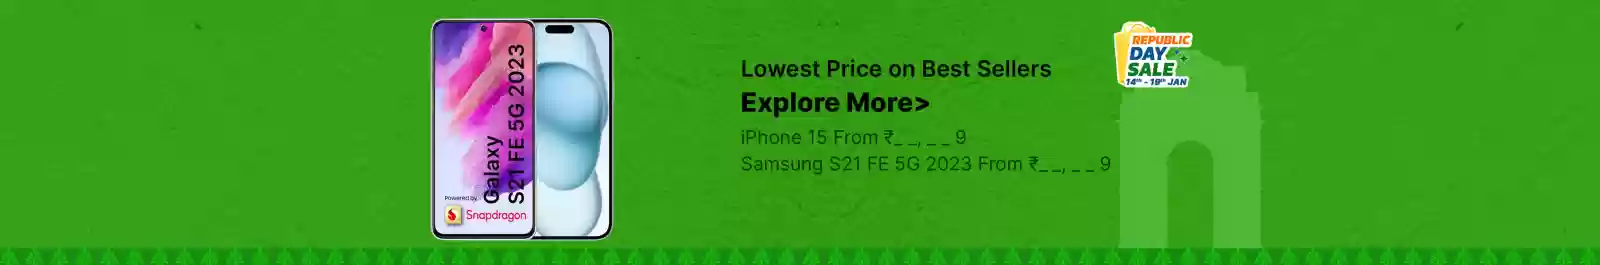 Galaxy
S21 FE 5G 2023
Powered by
Snapdragon
Lowest Price on Best Sellers
Explore More>
iPhone 15 From ₹_ _, _ _ 9
Samsung S21 FE 5G 2023 From ₹_ _, _ _ 9
REPUBLIC
DAY
SALE
14th - 19th JAN